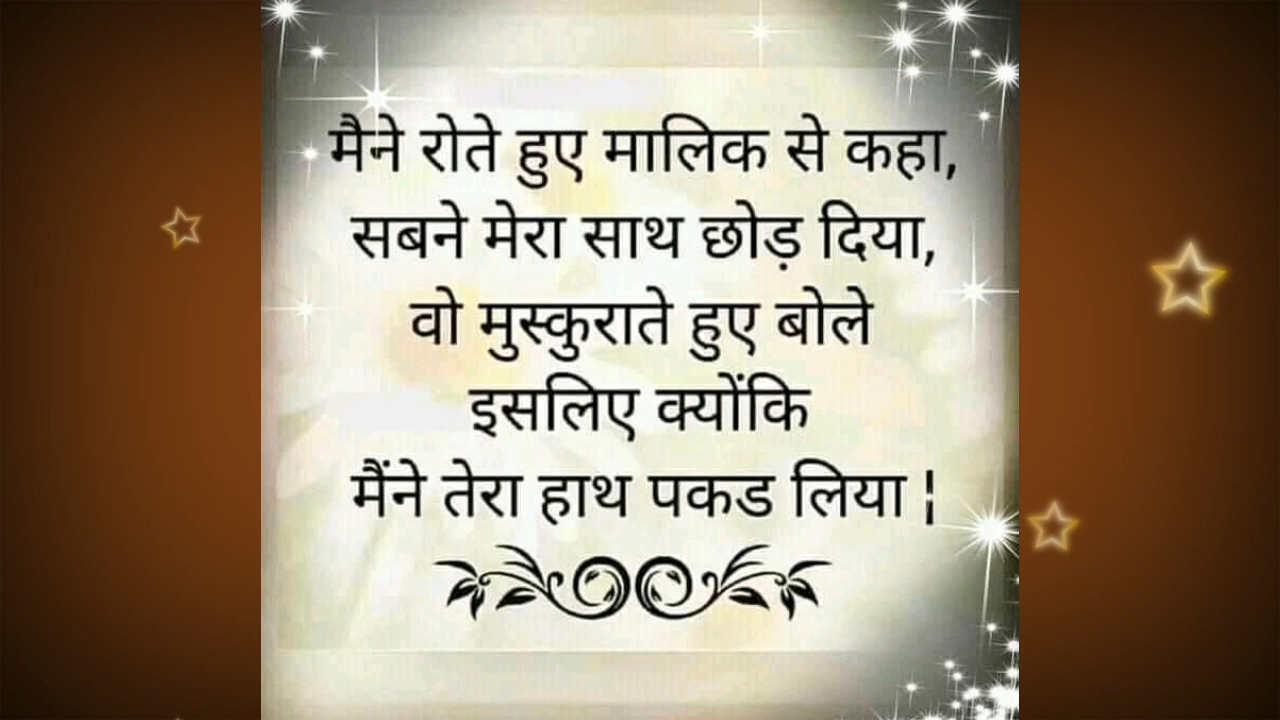 मैने रोते हुए मालिक से कहा,
सबने मेरा साथ छोड़ दिया,
वो मुस्कुराते हुए बोले
इसलिए क्योंकि
मैंने तेरा हाथ पकड लिया ¦